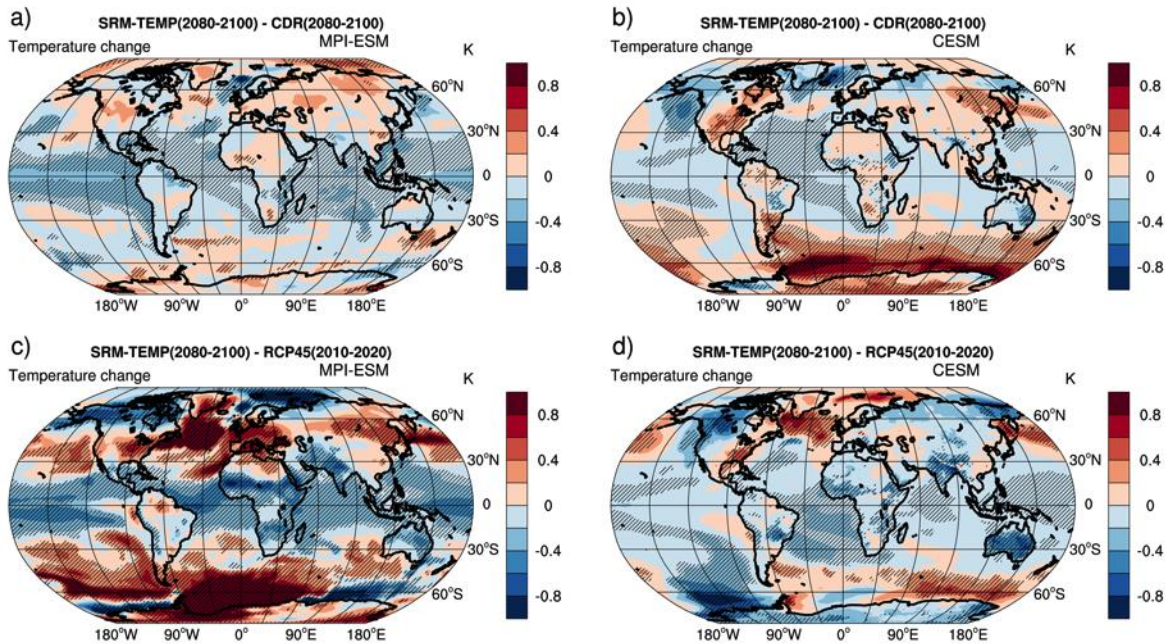 a)
SRM-TEMP(2080-2100) - CDR(2080-2100)
Temperature change MPI-ESM K
60°N
30°N
0
30°S
60°S
180°W 90°W 0° 90°E 180°E
0.8
0.4
0
-0.4
-0.8
b)
SRM-TEMP(2080-2100) - CDR(2080-2100)
Temperature change CESM K
60°N
30°N
0
30°S
60°S
180°W 90°W 0° 90°E 180°E
0.8
0.4
0
-0.4
-0.8
c)
SRM-TEMP(2080-2100) - RCP45(2010-2020)
Temperature change MPI-ESM K
60°N
30°N
0
30°S
60°S
180°W 90°W 0° 90°E 180°E
0.8
0.4
0
-0.4
-0.8
d)
SRM-TEMP(2080-2100) - RCP45(2010-2020)
Temperature change CESM K
60°N
30°N
0
30°S
60°S
180°W 90°W 0° 90°E 180°E
0.8
0.4
0
-0.4
-0.8